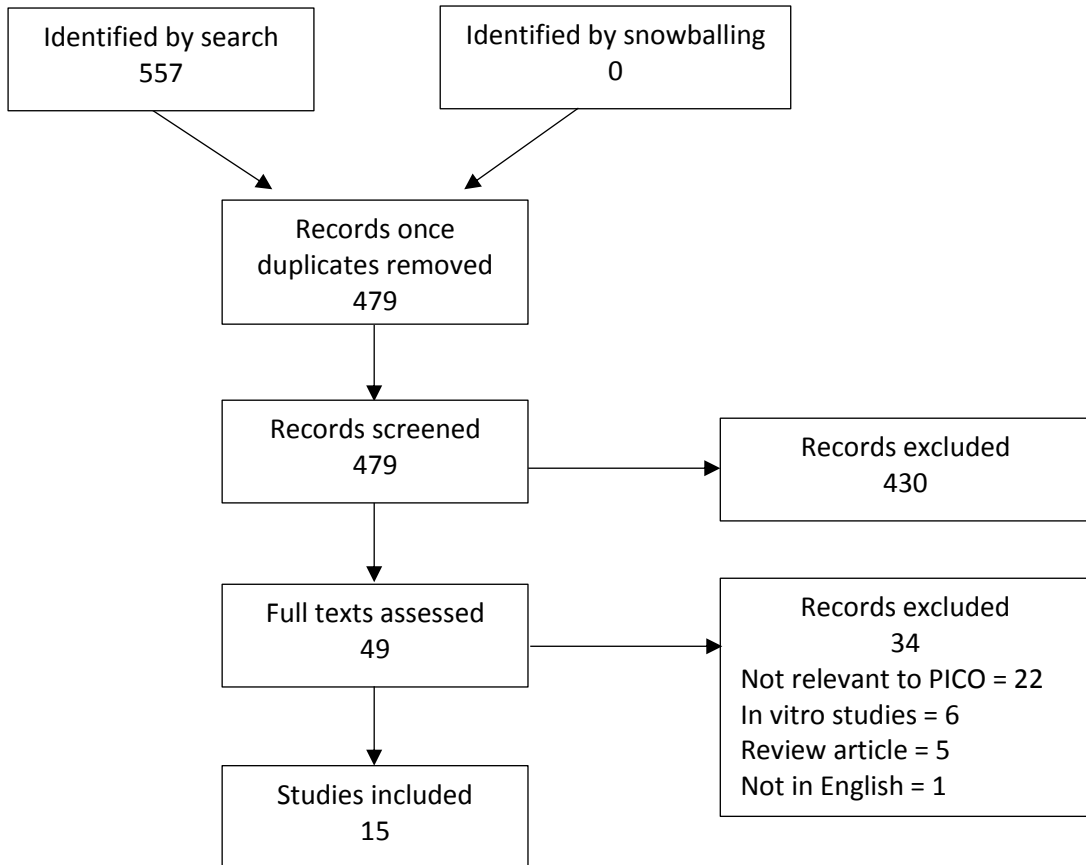 Identified by search
557
Identified by snowballing
0
Records once
duplicates removed
479
Records screened
479
Records excluded
430
Full texts assessed
49
Records excluded
34
Not relevant to PICO = 22
In vitro studies = 6
Review article = 5
Not in English = 1
Studies included
15